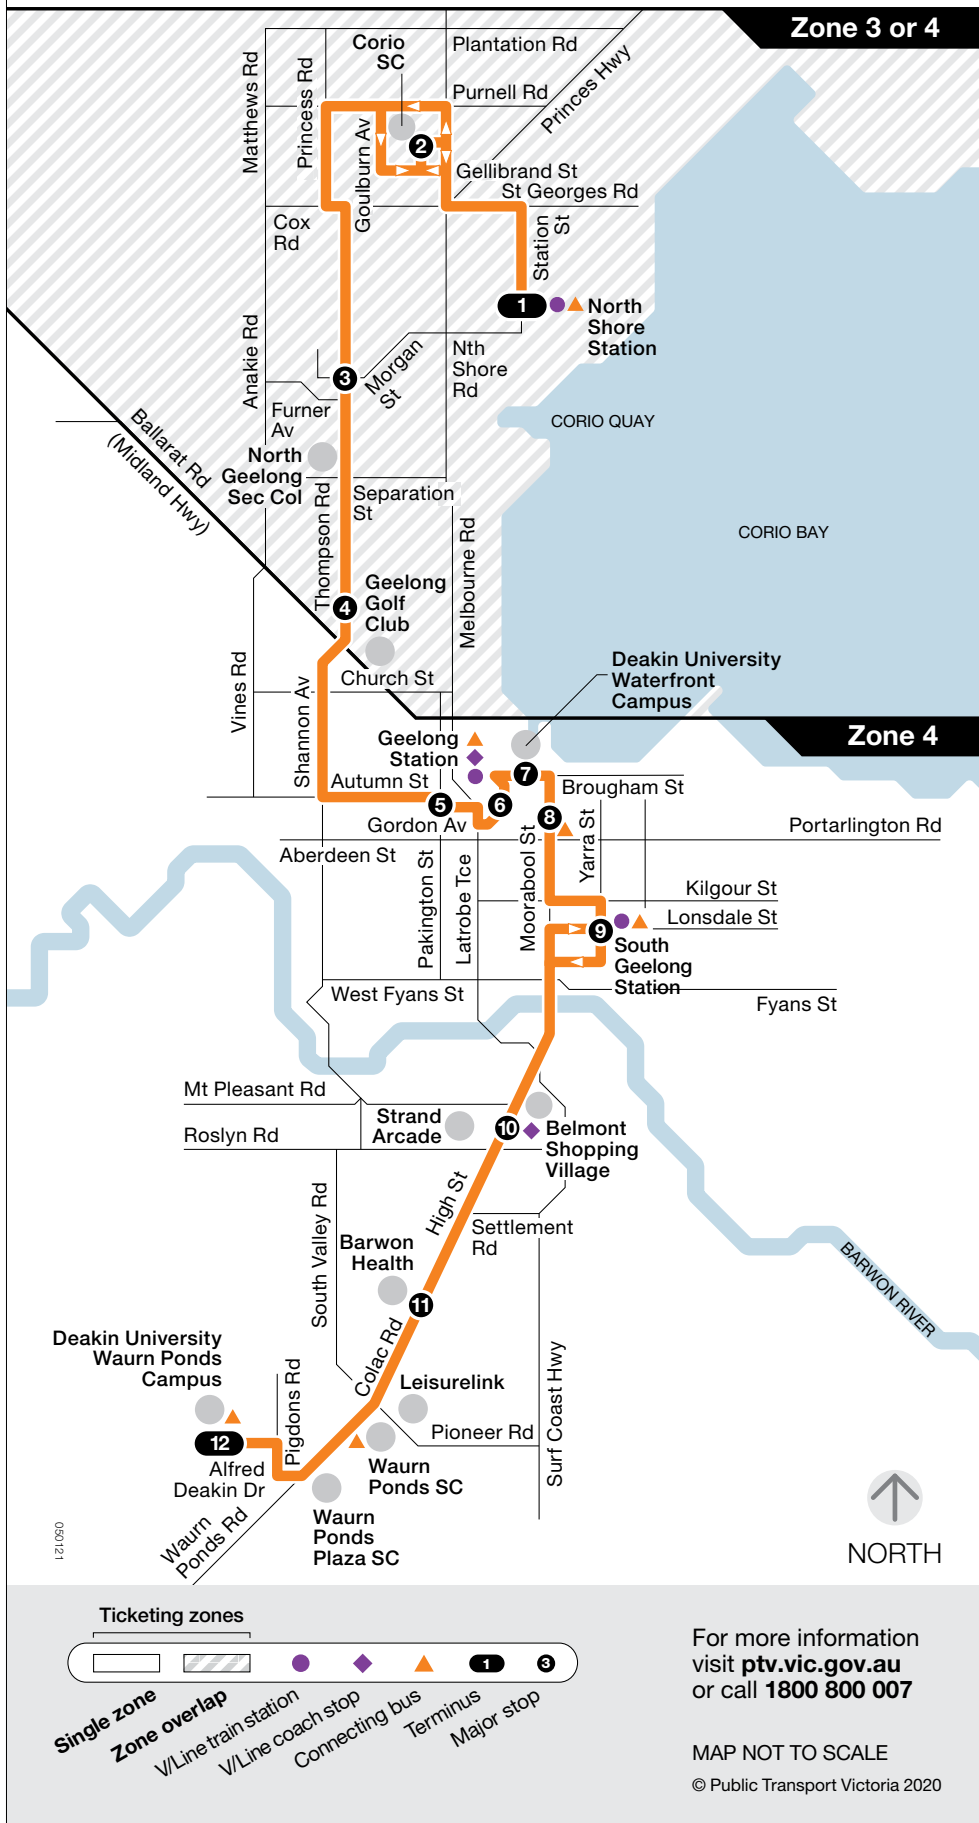 Zone 3 or 4
Corio
SC
Plantation Rd
Matthews Rd
Princess Rd
Princes Hwy
Purnell Rd
Goulburn Av
2
Gellibrand St
St Georges Rd
Cox
Rd
Station
St
1
North
Shore
Station
Anakie Rd
3
Morgan
St
Nth
Shore
Rd
Furner
Av
CORIO QUAY
Ballarat Rd
(Midland Hwy)
North
Geelong
Sec Col
Thompson Rd
Separation
St
CORIO BAY
Melbourne Rd
4
Geelong
Golf
Club
Church St
Vines Rd
Shannon Av
Deakin University
Waterfront
Campus
Zone 4
Geelong
Station
7
Autumn St
Brougham St
5
6
8
Gordon Av
Portarlington Rd
Aberdeen St
Pakington St
Latrobe Tce
Moorabool St
Yarra St
Kilgour St
Lonsdale St
9
South
Geelong
Station
West Fyans St
Fyans St
Mt Pleasant Rd
Strand
Arcade
10
Belmont
Shopping
Village
Roslyn Rd
South Valley Rd
High St
Settlement
Rd
Barwon
Health
11
BARWON RIVER
Deakin University
Waurn Ponds
Campus
Colac Rd
Surf Coast Hwy
Pigdons Rd
Leisurelink
12
Pioneer Rd
Alfred
Deakin Dr
Waurn
Ponds SC
Waurn
Ponds Rd
Waurn
Ponds
Plaza SC
050121
NORTH
Ticketing zones
1
3
Single zone
Zone overlap
V/Line train station
V/Line coach stop
Connecting bus
Terminus
Major stop
For more information
visit ptv.vic.gov.au
or call 1800 800 007
MAP NOT TO SCALE
© Public Transport Victoria 2020